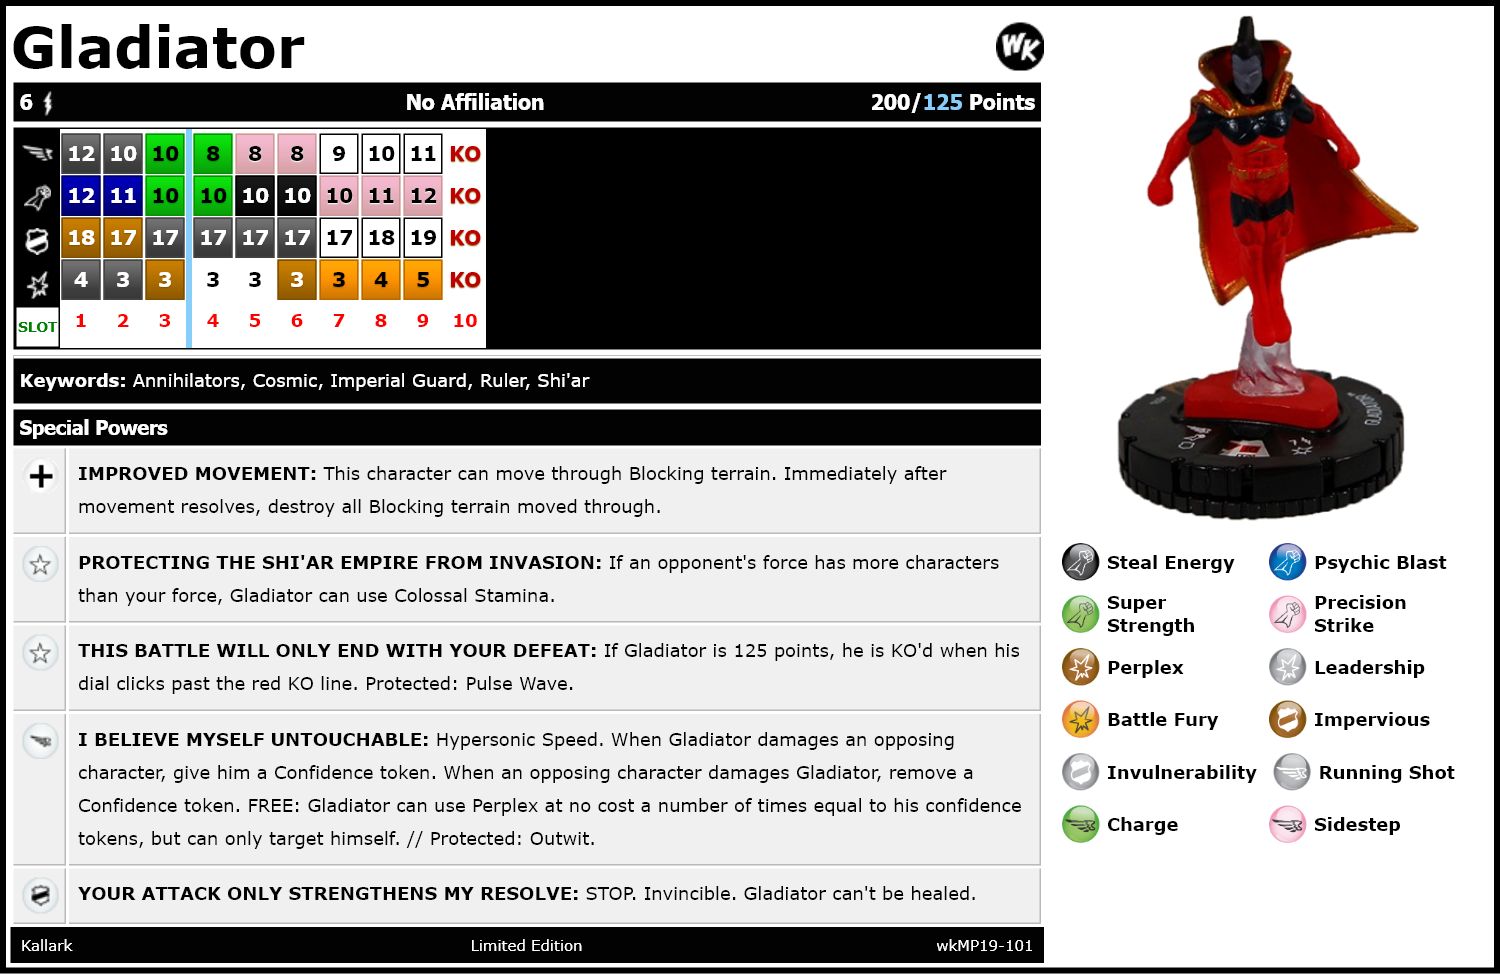 Gladiator
WK
6 No Affiliation 200/125 Points
12 10 10 8 8 8 9 10 11 KO
12 11 10 10 10 10 10 11 12 KO
18 17 17 17 17 17 17 18 19 KO
4 3 3 3 3 3 3 4 5 KO
SLOT 1 2 3 4 5 6 7 8 9 10
Keywords: Annihilators, Cosmic, Imperial Guard, Ruler, Shi'ar
Special Powers
IMPROVED MOVEMENT: This character can move through Blocking terrain. Immediately after
movement resolves, destroy all Blocking terrain moved through.
PROTECTING THE SHI'AR EMPIRE FROM INVASION: If an opponent's force has more characters
than your force, Gladiator can use Colossal Stamina.
THIS BATTLE WILL ONLY END WITH YOUR DEFEAT: If Gladiator is 125 points, he is KO'd when his
dial clicks past the red KO line. Protected: Pulse Wave.
I BELIEVE MYSELF UNTOUCHABLE: Hypersonic Speed. When Gladiator damages an opposing
character, give him a Confidence token. When an opposing character damages Gladiator, remove a
Confidence token. FREE: Gladiator can use Perplex at no cost a number of times equal to his confidence
tokens, but can only target himself. // Protected: Outwit.
YOUR ATTACK ONLY STRENGTHENS MY RESOLVE: STOP. Invincible. Gladiator can't be healed.
Kallark Limited Edition wkMP19-101
GLADIATOR
Steal Energy Psychic Blast
Super
Strength
Precision
Strike
Perplex Leadership
Battle Fury Impervious
Invulnerability Running Shot
Charge Sidestep